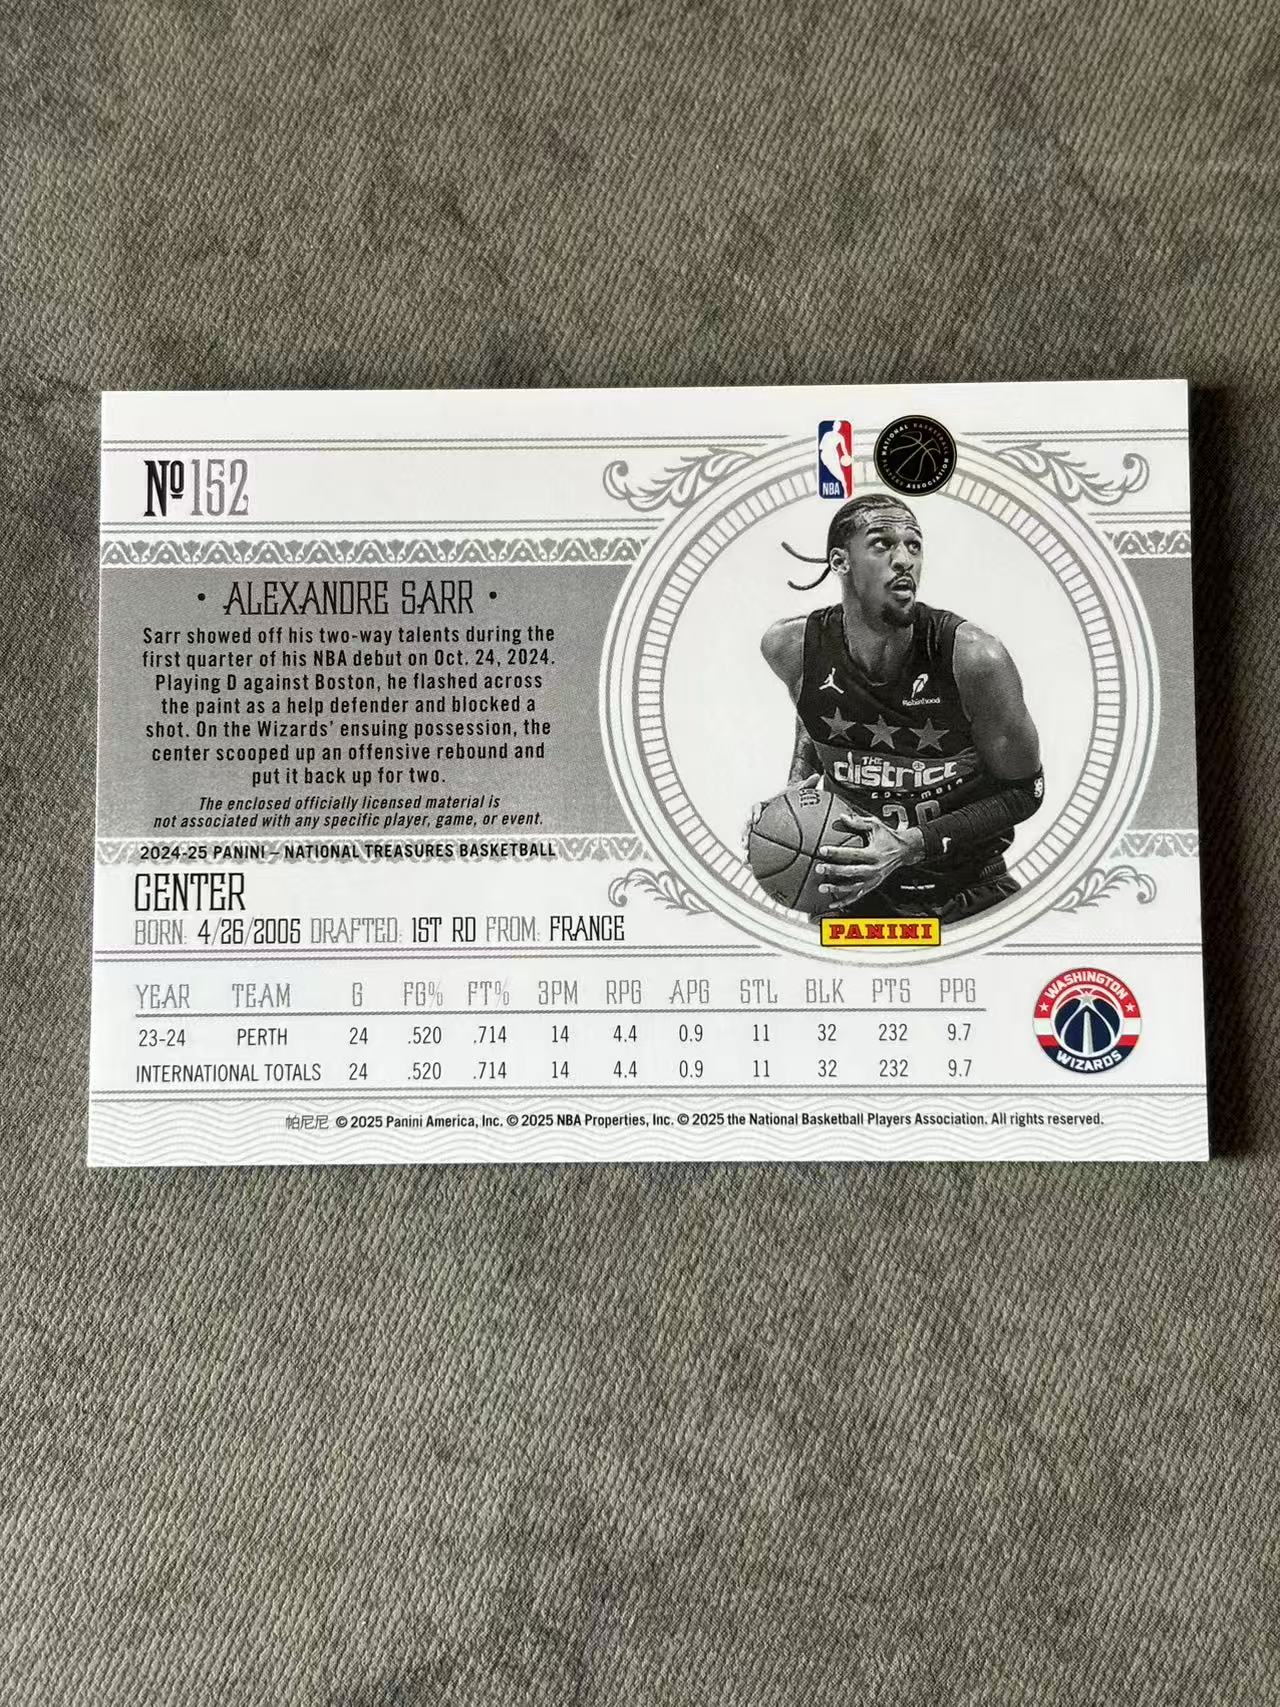 Nº152
NBA
NATIONAL BASKETBALL PLAYERS ASSOCIATION
• ALEXANDRE SARR •
Sarr showed off his two-way talents during the
first quarter of his NBA debut on Oct. 24, 2024.
Playing D against Boston, he flashed across
the paint as a help defender and blocked a
shot. On the Wizards' ensuing possession, the
center scooped up an offensive rebound and
put it back up for two.
The enclosed officially licensed material is
not associated with any specific player, game, or event.
2024-25 PANINI – NATIONAL TREASURES BASKETBALL
Robinhood
THE
district
20
PANINI
CENTER
BORN: 4/26/2005 DRAFTED: 1ST RD FROM: FRANCE
YEAR TEAM G FG% FT% 3PM RPG APG STL BLK PTS PPG
23-24 PERTH 24 .520 .714 14 4.4 0.9 11 32 232 9.7
INTERNATIONAL TOTALS 24 .520 .714 14 4.4 0.9 11 32 232 9.7
WASHINGTON
WIZARDS
帕尼尼 © 2025 Panini America, Inc. © 2025 NBA Properties, Inc. © 2025 the National Basketball Players Association. All rights reserved.